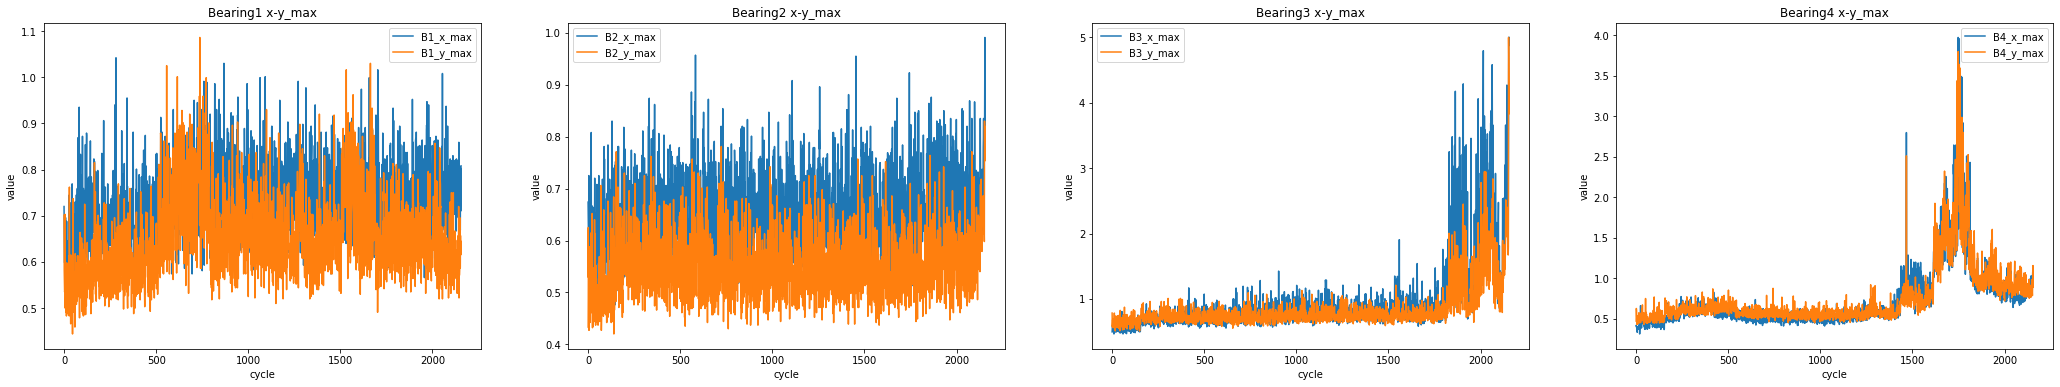 Bearing1 x-y_max
B1_x_max
B1_y_max
value
1.1
1.0
0.9
0.8
0.7
0.6
0.5
0
500
1000
1500
2000
cycle
Bearing2 x-y_max
B2_x_max
B2_y_max
value
1.0
0.9
0.8
0.7
0.6
0.5
0.4
0
500
1000
1500
2000
cycle
Bearing3 x-y_max
B3_x_max
B3_y_max
value
5
4
3
2
1
0
500
1000
1500
2000
cycle
Bearing4 x-y_max
B4_x_max
B4_y_max
value
4.0
3.5
3.0
2.5
2.0
1.5
1.0
0.5
0
500
1000
1500
2000
cycle